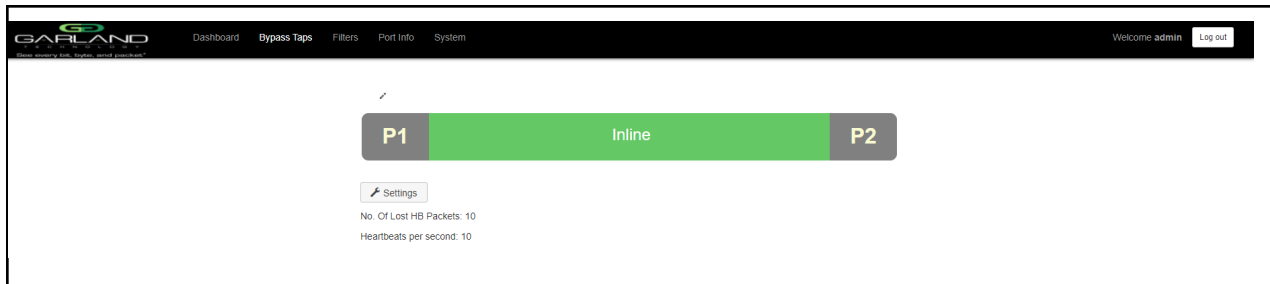 GARLAND
TECHNOLOGY
See every bit, byte, and packet®
Dashboard Bypass Taps Filters Port Info System
Welcome admin Log out
P1 Inline P2
Settings
No. Of Lost HB Packets: 10
Heartbeats per second: 10